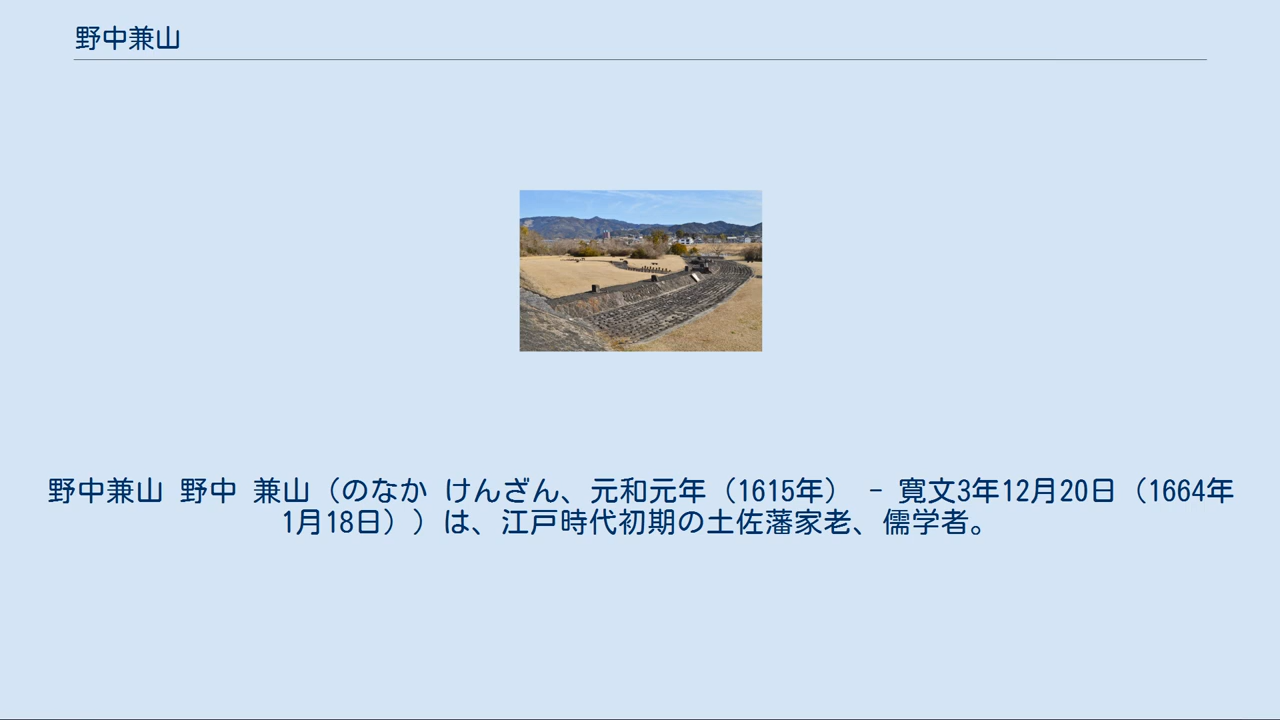 野中兼山
野中兼山 野中 兼山（のなか けんざん、元和元年（1615年） - 寛文3年12月20日（1664年
1月18日））は、江戸時代初期の土佐藩家老、儒学者。